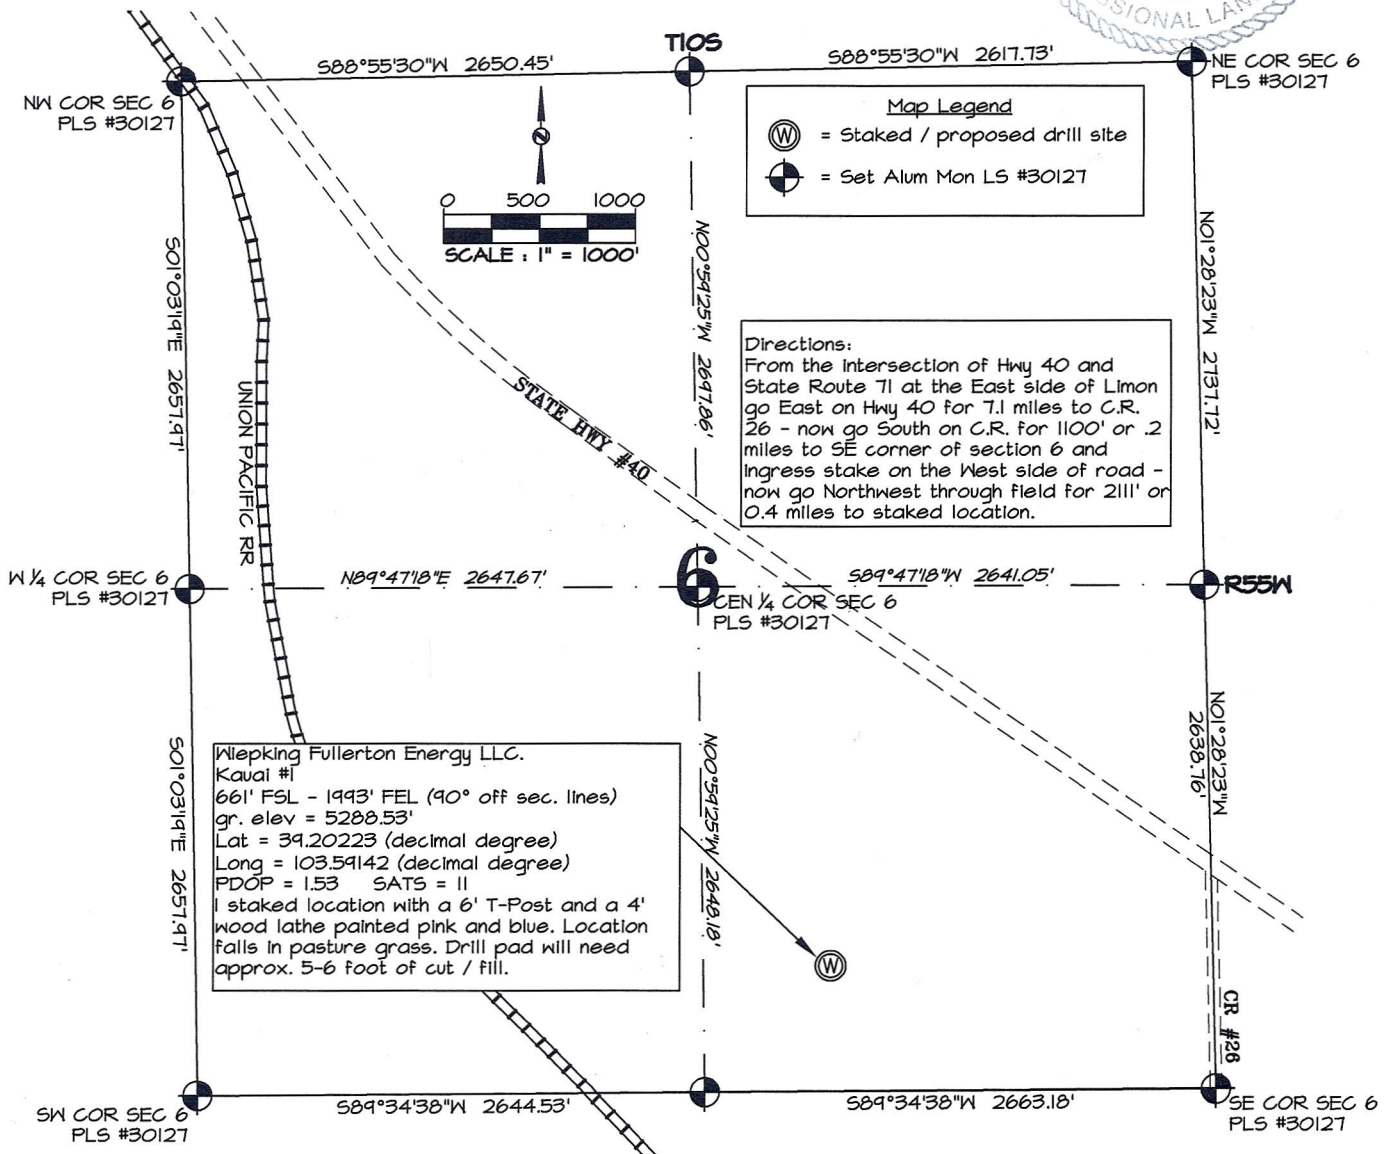 SIONAL LAN
T10S
S88°55'30"W 2650.45'
S88°55'30"W 2617.73'
NW COR SEC 6
PLS #30127
NE COR SEC 6
PLS #30127
Map Legend
W = Staked / proposed drill site
= Set Alum Mon LS #30127
N
0 500 1000
SCALE : 1" = 1000'
S01°03'19"E 2657.97'
UNION PACIFIC RR
STATE HWY #40
N00°59'25"W 2697.86'
N01°28'23"W 2737.72'
Directions:
From the intersection of Hwy 40 and
State Route 71 at the East side of Limon
go East on Hwy 40 for 7.1 miles to C.R.
26 - now go South on C.R. for 1100' or .2
miles to SE corner of section 6 and
ingress stake on the West side of road -
now go Northwest through field for 2111' or
0.4 miles to staked location.
W 1/4 COR SEC 6
PLS #30127
N89°47'18"E 2647.67'
6
S89°47'18"W 2641.05'
R55W
CEN 1/4 COR SEC 6
PLS #30127
S01°03'19"E 2657.97'
Wiepking Fullerton Energy LLC.
Kauai #1
661' FSL - 1993' FEL (90° off sec. lines)
gr. elev = 5288.53'
Lat = 39.20223 (decimal degree)
Long = 103.59142 (decimal degree)
PDOP = 1.53 SATS = 11
I staked location with a 6' T-Post and a 4'
wood lathe painted pink and blue. Location
falls in pasture grass. Drill pad will need
approx. 5-6 foot of cut / fill.
N00°59'25"W 2648.18'
N01°28'23"W
2638.76'
W
CR #26
SW COR SEC 6
PLS #30127
S89°34'38"W 2644.53'
S89°34'38"W 2663.18'
SE COR SEC 6
PLS #30127